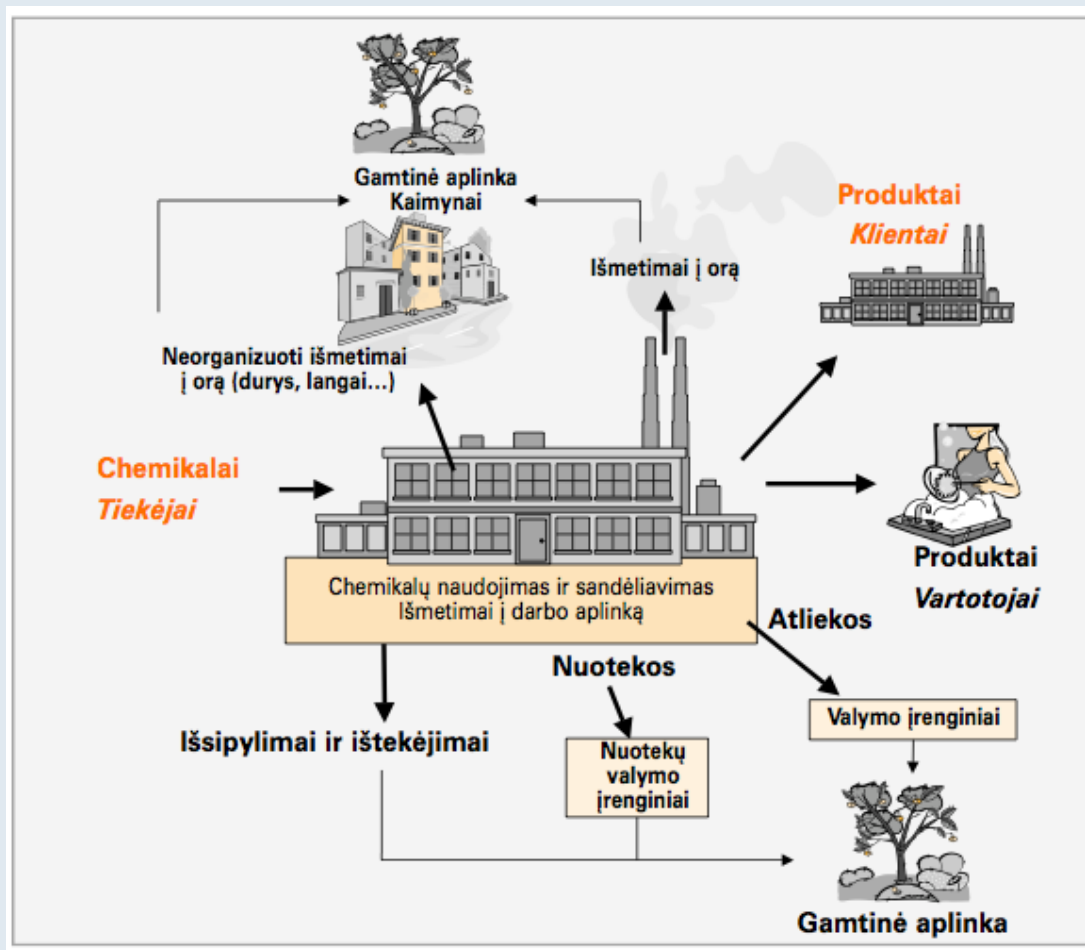 Gamtinė aplinka
Kaimynai
Produktai
Klientai
Išmetimai į orą
Neorganizuoti išmetimai
į orą (durys, langai...)
Chemikalai
Tiekėjai
Produktai
Vartotojai
Chemikalų naudojimas ir sandėliavimas
Išmetimai į darbo aplinką
Atliekos
Nuotekos
Valymo įrenginiai
Išsipylimai ir ištekėjimai
Nuotekų
valymo
įrenginiai
Gamtinė aplinka